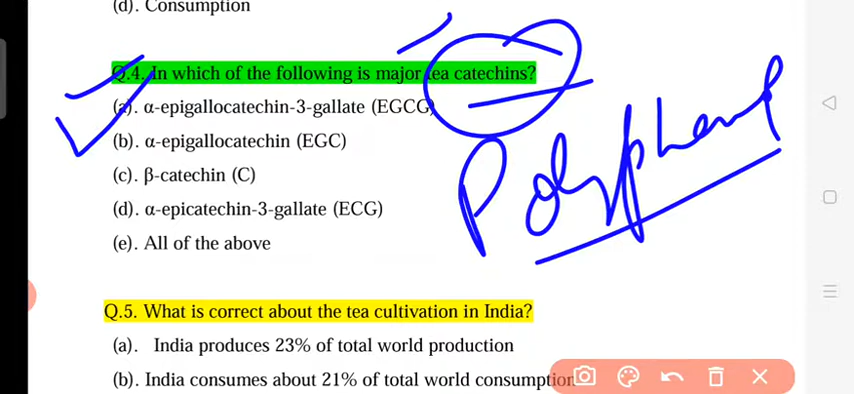 (d). Consumption
Q.4. In which of the following is major tea catechins?
(a). α-epigallocatechin-3-gallate (EGCG)
(b). α-epigallocatechin (EGC)
(c). β-catechin (C)
(d). α-epicatechin-3-gallate (ECG)
(e). All of the above
Polyphenol
Q.5. What is correct about the tea cultivation in India?
(a). India produces 23% of total world production
(b). India consumes about 21% of total world consumption